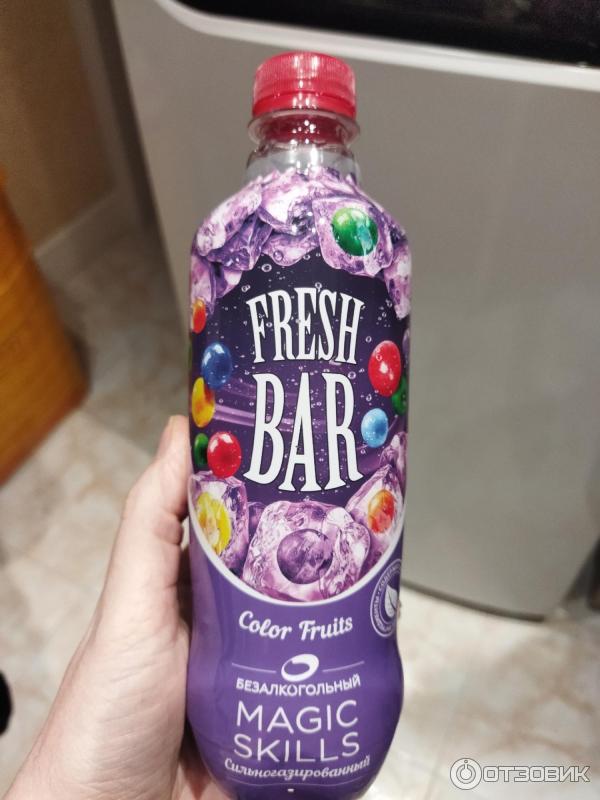 FRESH
BAR
Color Fruits
БЕЗАЛКОГОЛЬНЫЙ
MAGIC
SKILLS
Сильногазированный
ОТЗОВИК